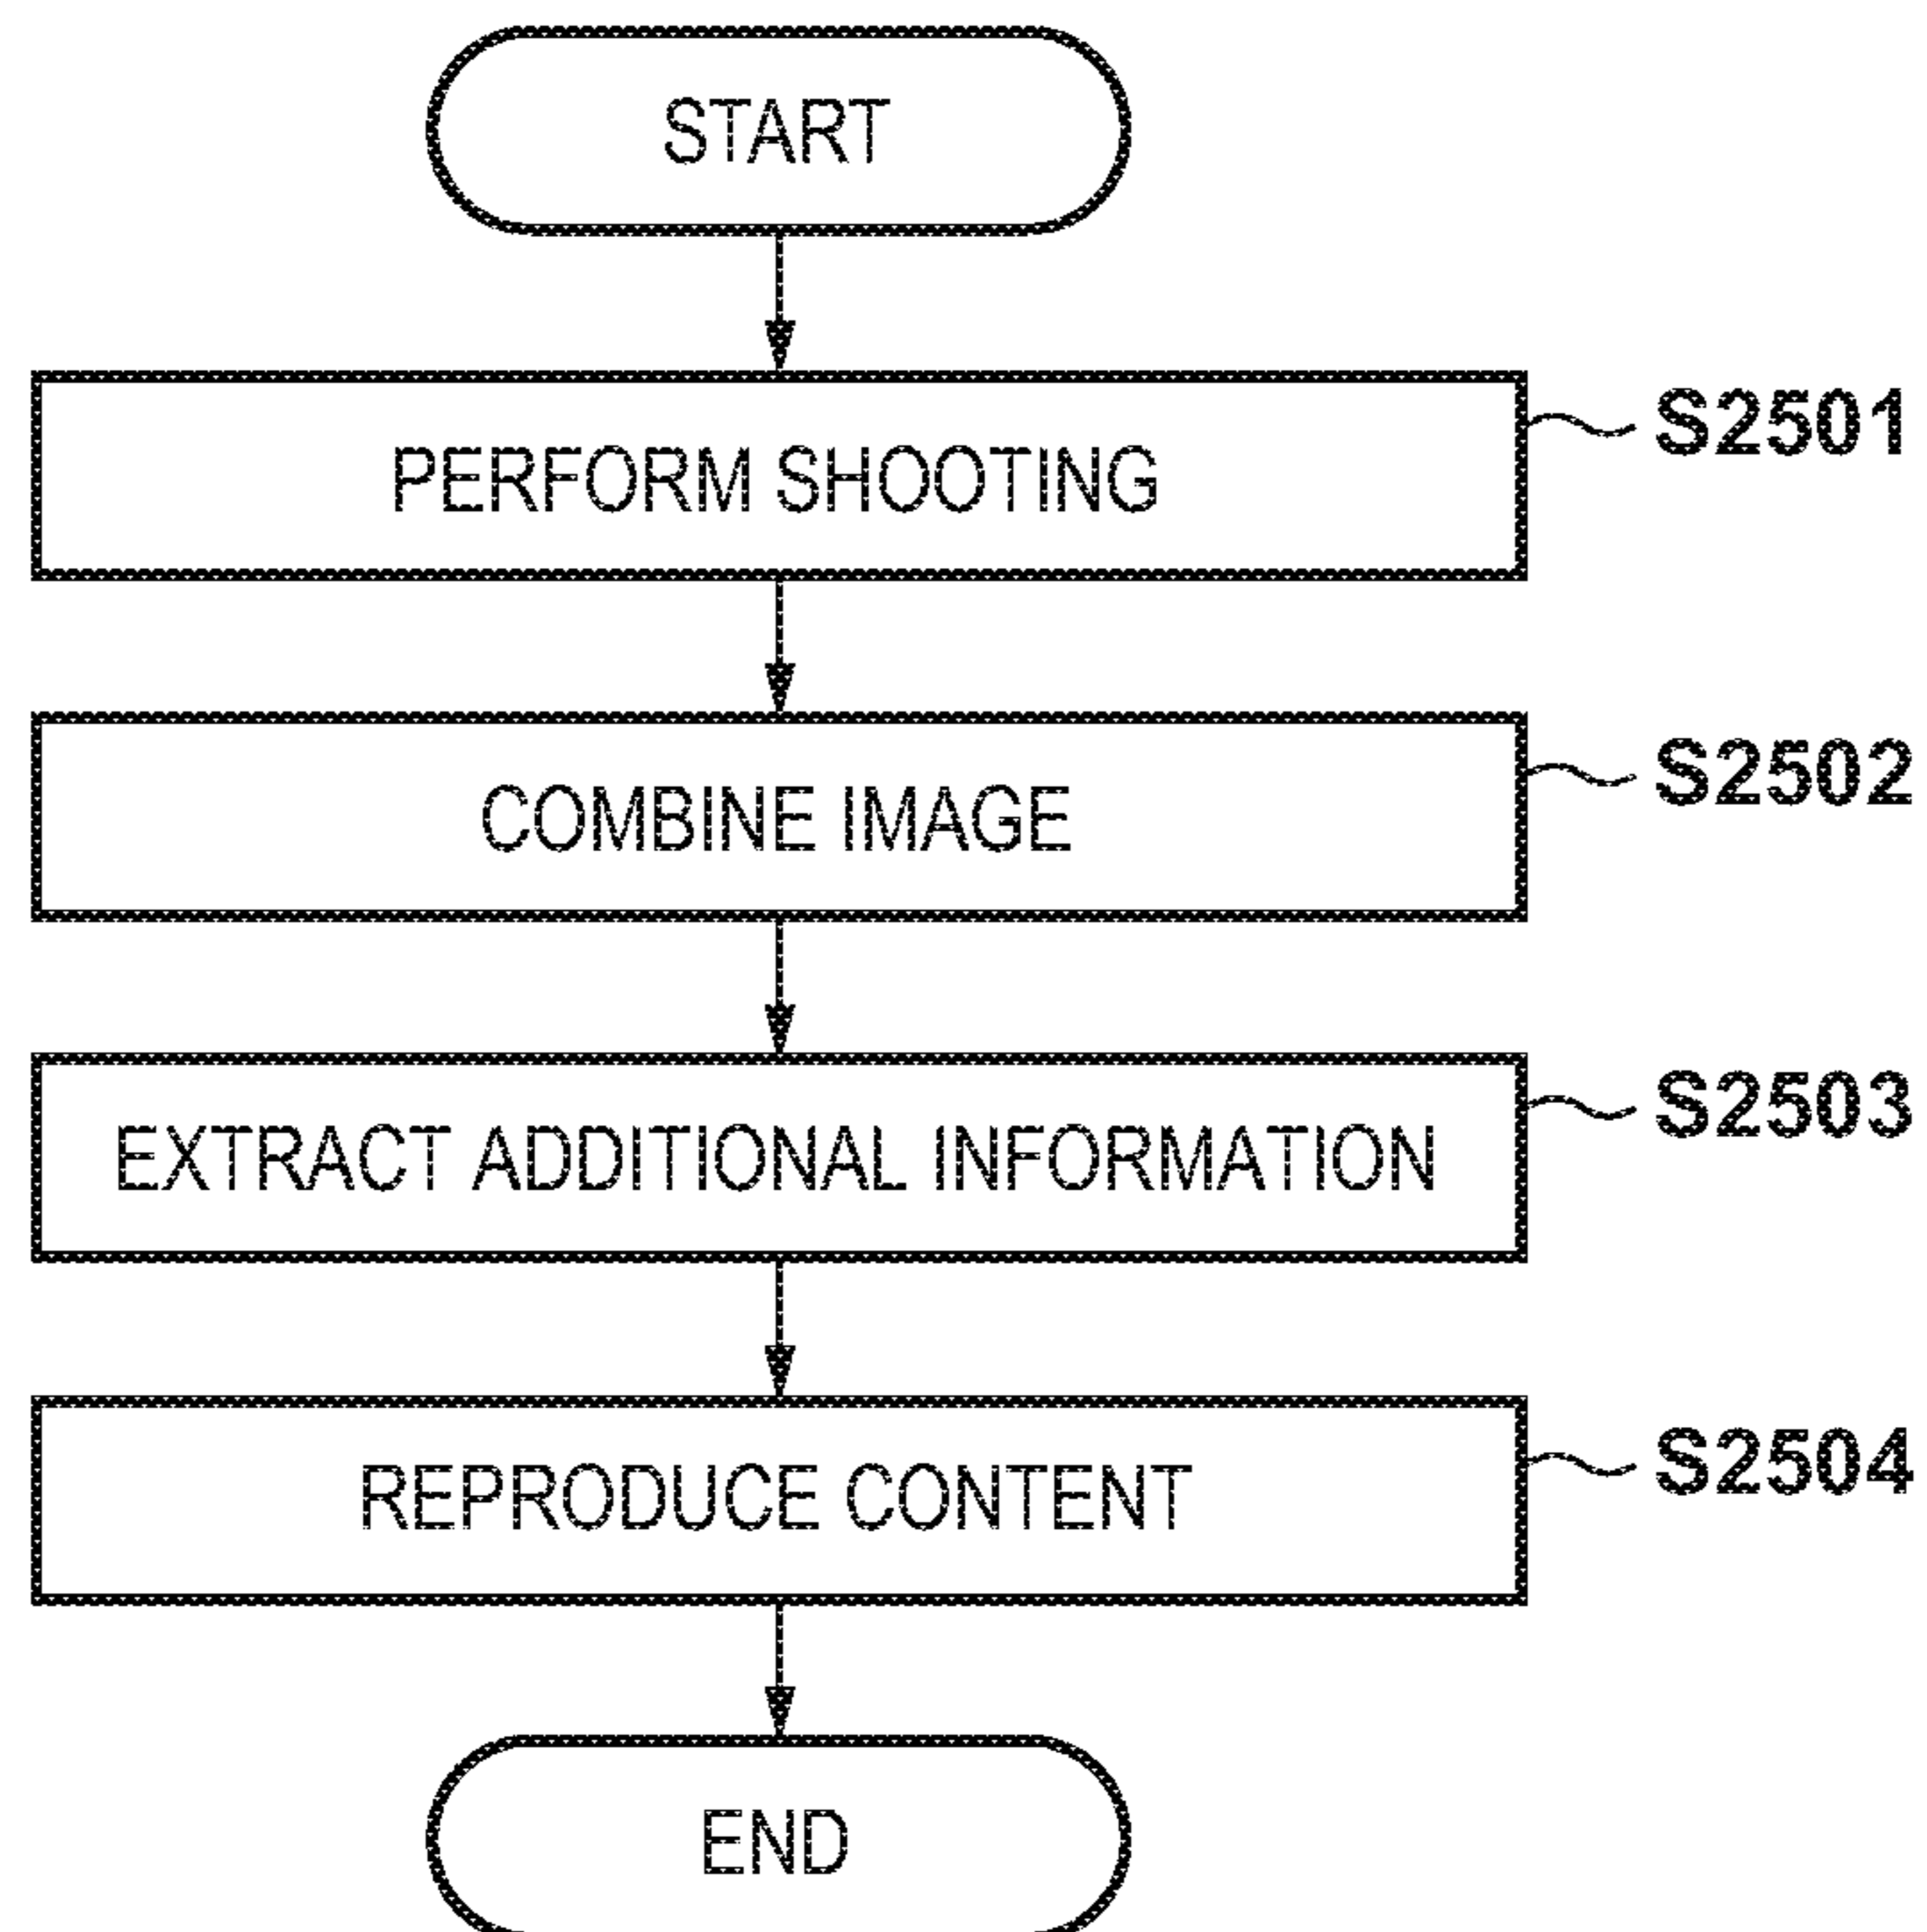 START
PERFORM SHOOTING
S2501
COMBINE IMAGE
S2502
EXTRACT ADDITIONAL INFORMATION
S2503
REPRODUCE CONTENT
S2504
END